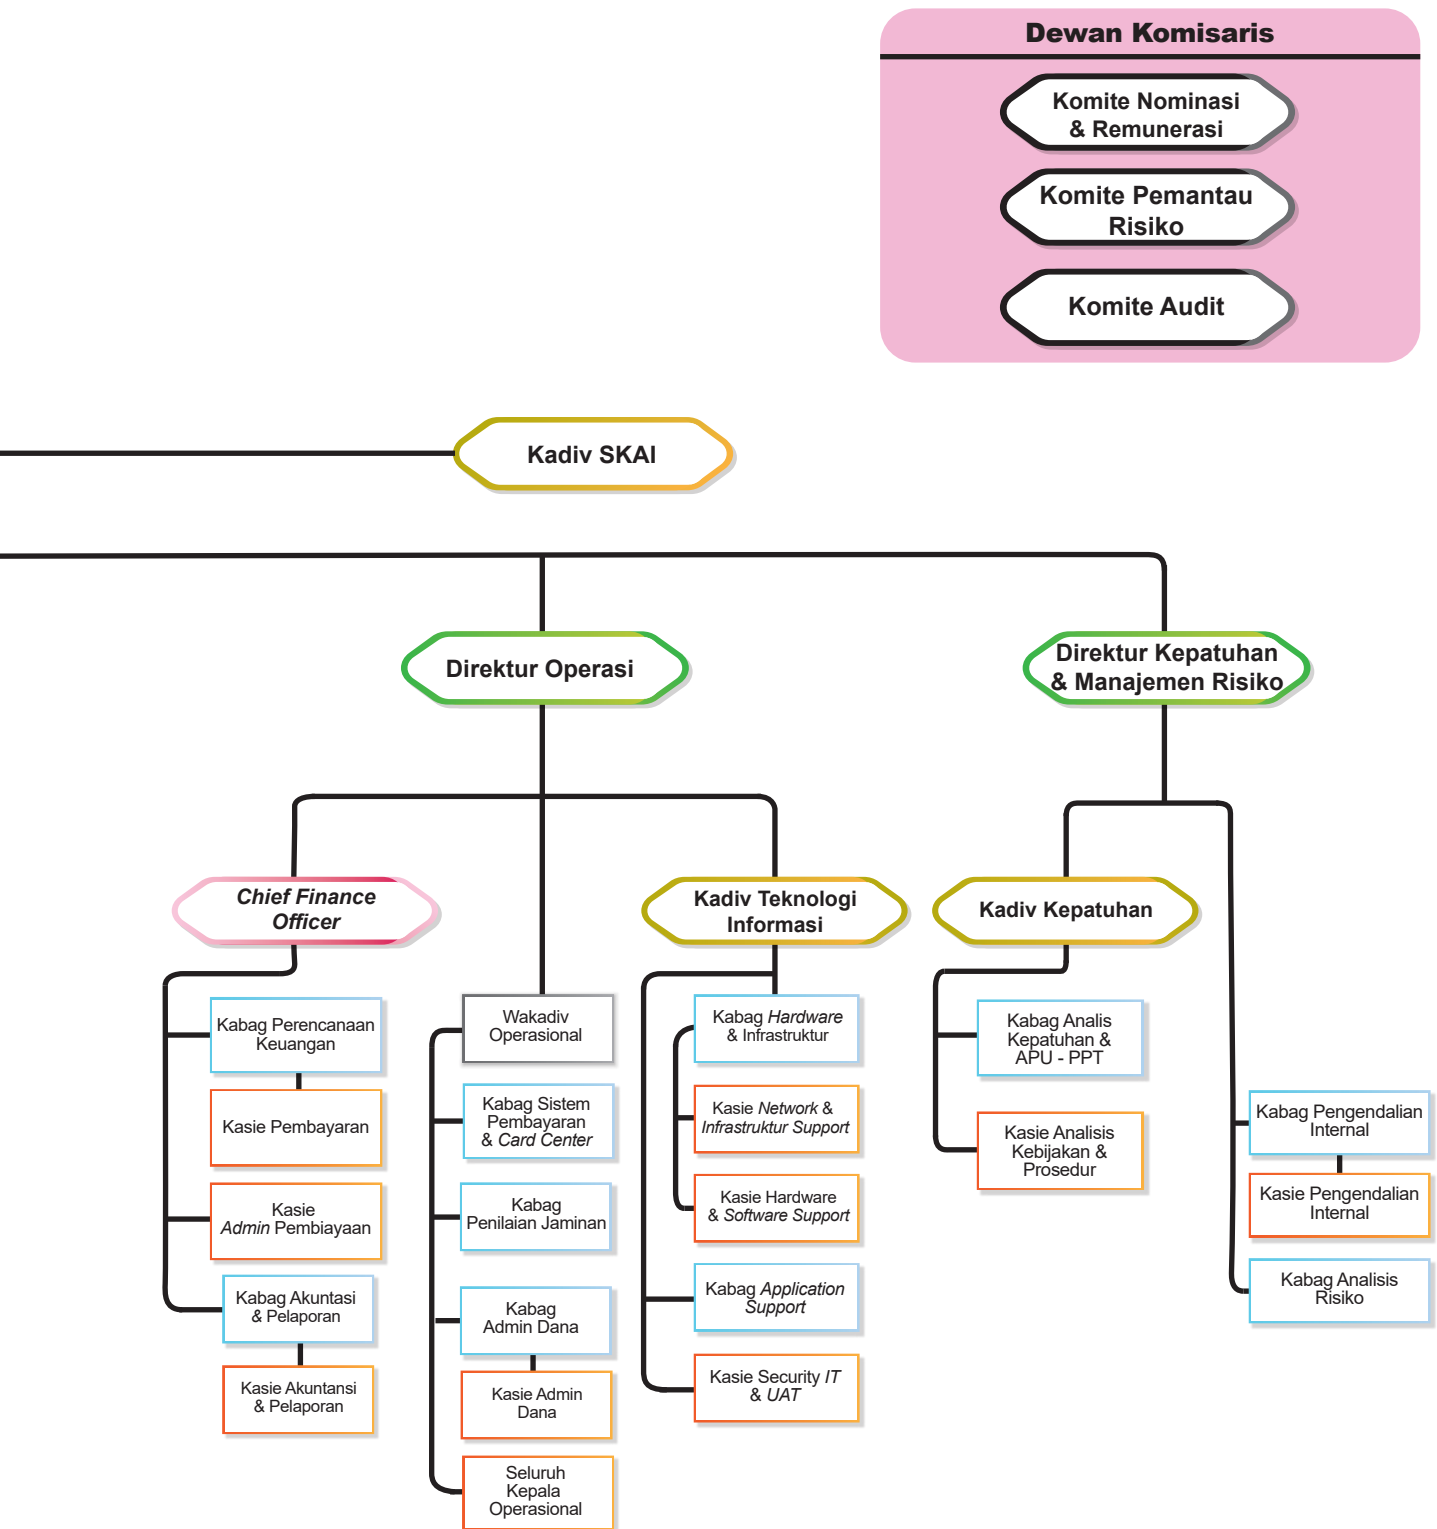 Dewan Komisaris
Komite Nominasi
& Remunerasi
Komite Pemantau
Risiko
Komite Audit
Kadiv SKAI
Direktur Operasi
Direktur Kepatuhan
& Manajemen Risiko
Chief Finance
Officer
Kadiv Teknologi
Informasi
Kadiv Kepatuhan
Kabag Perencanaan
Keuangan
Kasie Pembayaran
Kasie
Admin Pembiayaan
Kabag Akuntasi
& Pelaporan
Kasie Akuntansi
& Pelaporan
Wakadiv
Operasional
Kabag Sistem
Pembayaran
& Card Center
Kabag
Penilaian Jaminan
Kabag
Admin Dana
Kasie Admin
Dana
Seluruh
Kepala
Operasional
Kabag Hardware
& Infrastruktur
Kasie Network &
Infrastruktur Support
Kasie Hardware
& Software Support
Kabag Application
Support
Kasie Security IT
& UAT
Kabag Analis
Kepatuhan &
APU - PPT
Kasie Analisis
Kebijakan &
Prosedur
Kabag Pengendalian
Internal
Kasie Pengendalian
Internal
Kabag Analisis
Risiko